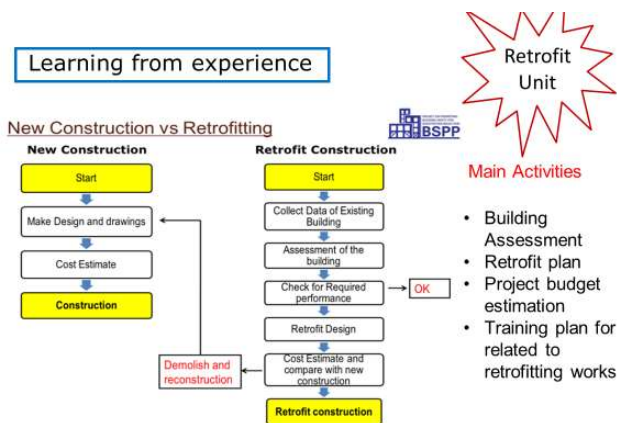 Learning from experience
Retrofit
Unit
New Construction vs Retrofitting
BSPP
New Construction
Start
Make Design and drawings
Cost Estimate
Construction
Retrofit Construction
Start
Collect Data of Existing
Building
Assessment of the
building
Check for Required
performance
OK
Retrofit Design
Cost Estimate and
compare with new
construction
Demolish and
reconstruction
Retrofit construction
Main Activities
• Building
Assessment
• Retrofit plan
• Project budget
estimation
• Training plan for
related to
retrofitting works